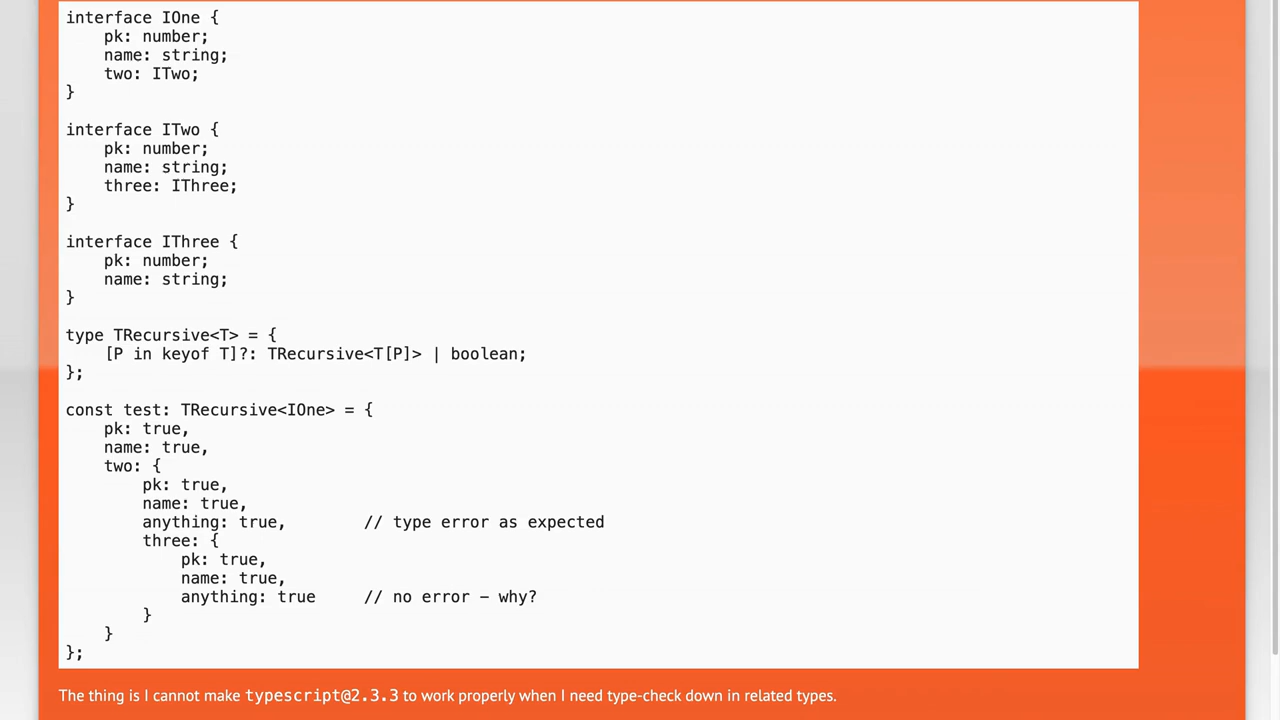 interface IOne {
    pk: number;
    name: string;
    two: ITwo;
}

interface ITwo {
    pk: number;
    name: string;
    three: IThree;
}

interface IThree {
    pk: number;
    name: string;
}

type TRecursive<T> = {
    [P in keyof T]?: TRecursive<T[P]> | boolean;
};

const test: TRecursive<IOne> = {
    pk: true,
    name: true,
    two: {
        pk: true,
        name: true,
        anything: true,        // type error as expected
        three: {
            pk: true,
            name: true,
            anything: true     // no error – why?
        }
    }
};
The thing is I cannot make typescript@2.3.3 to work properly when I need type-check down in related types.